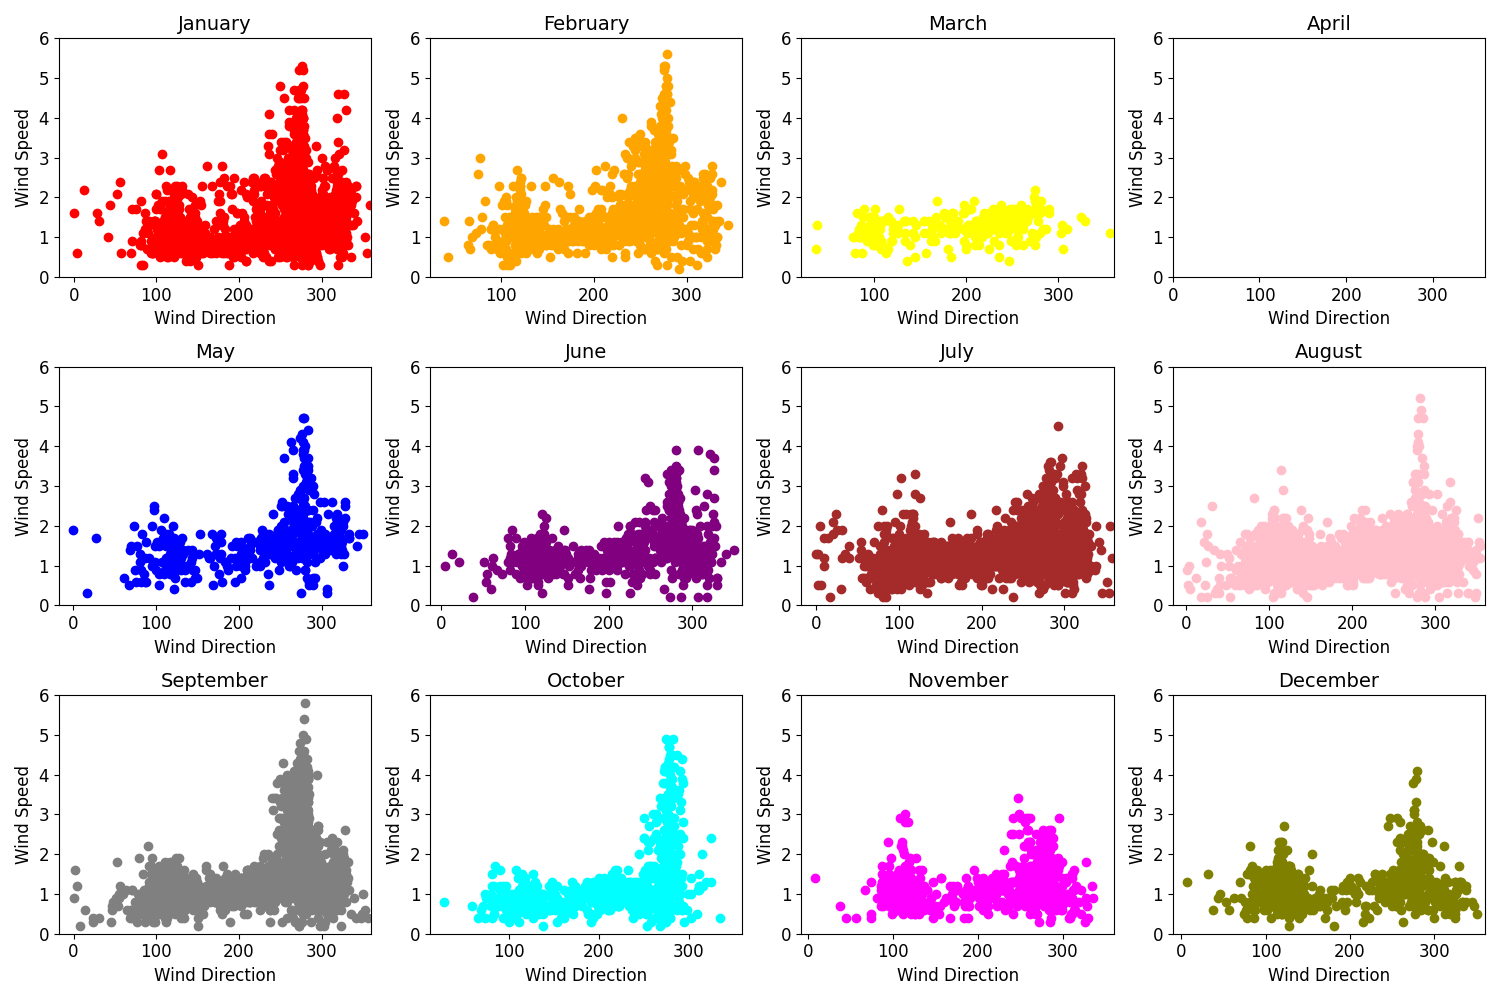 January February March April
6 6 6 6
5 5 5 5
4 4 4 4
3 3 3 3
2 2 2 2
1 1 1 1
0 0 0 0
Wind Speed Wind Speed Wind Speed Wind Speed
0 100 200 300 100 200 300 100 200 300 0 100 200 300
Wind Direction Wind Direction Wind Direction Wind Direction
May June July August
6 6 6 6
5 5 5 5
4 4 4 4
3 3 3 3
2 2 2 2
1 1 1 1
0 0 0 0
Wind Speed Wind Speed Wind Speed Wind Speed
0 100 200 300 0 100 200 300 0 100 200 300 0 100 200 300
Wind Direction Wind Direction Wind Direction Wind Direction
September October November December
6 6 6 6
5 5 5 5
4 4 4 4
3 3 3 3
2 2 2 2
1 1 1 1
0 0 0 0
Wind Speed Wind Speed Wind Speed Wind Speed
0 100 200 300 100 200 300 0 100 200 300 0 100 200 300
Wind Direction Wind Direction Wind Direction Wind Direction